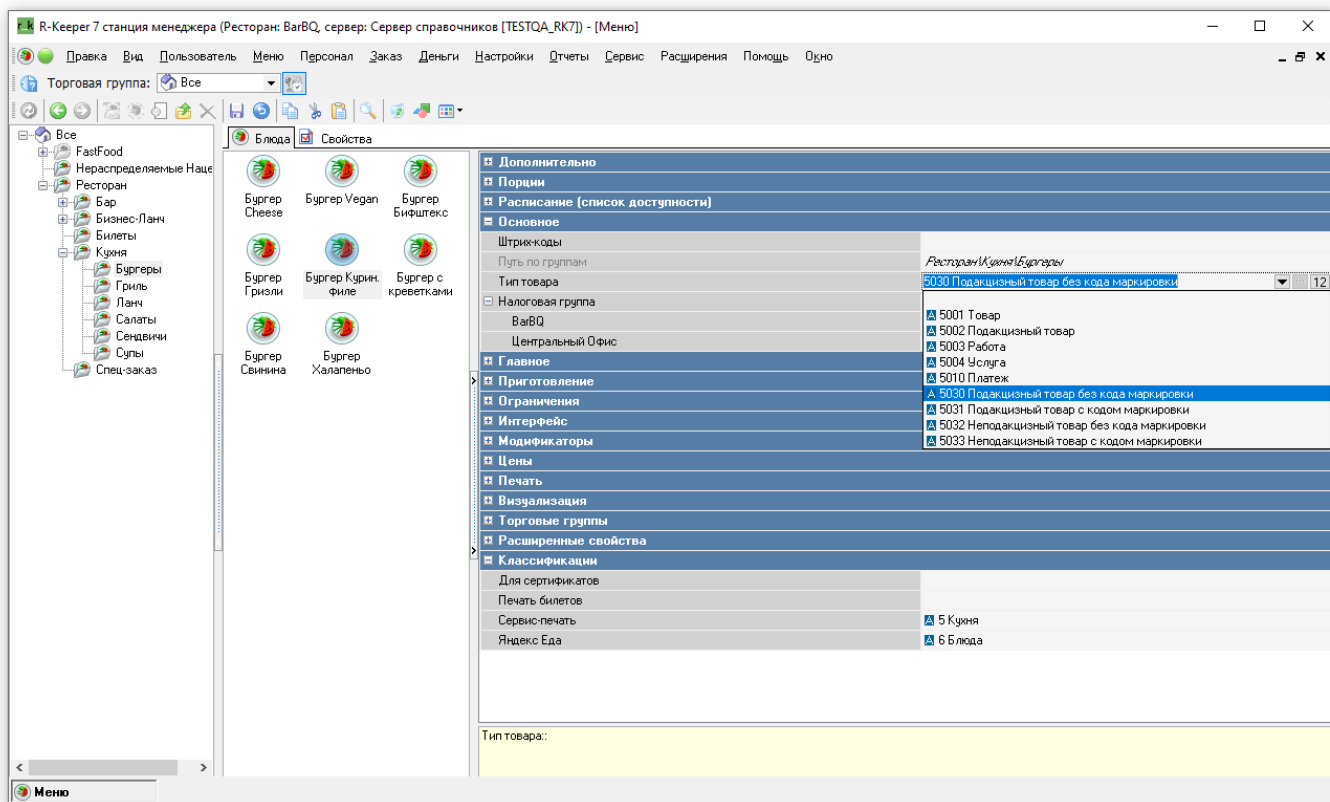 r_k R-Keeper 7 станция менеджера (Ресторан: BarBQ, сервер: Сервер справочников [TESTQA_RK7]) - [Меню]
Правка Вид Пользователь Меню Персонал Заказ Деньги Настройки Отчеты Сервис Расширения Помощь Окно
Торговая группа: Все
Все
FastFood
Нераспределяемые Наце
Ресторан
Бар
Бизнес-Ланч
Билеты
Кухня
Бургеры
Гриль
Ланч
Салаты
Сендвичи
Супы
Спец-заказ
Блюда Свойства
Бургер Cheese
Бургер Vegan
Бургер Бифштекс
Бургер Гризли
Бургер Курин. филе
Бургер с креветками
Бургер Свинина
Бургер Халапеньо
Дополнительно
Порции
Расписание (список доступности)
Основное
Штрих-коды
Путь по группам Ресторан\Кухня\Бургеры
Тип товара 5030 Подакцизный товар без кода маркировки 12
Налоговая группа
BarBQ
Центральный Офис
5001 Товар
5002 Подакцизный товар
5003 Работа
5004 Услуга
5010 Платеж
5030 Подакцизный товар без кода маркировки
5031 Подакцизный товар с кодом маркировки
5032 Неподакцизный товар без кода маркировки
5033 Неподакцизный товар с кодом маркировки
Главное
Приготовление
Ограничения
Интерфейс
Модификаторы
Цены
Печать
Визуализация
Торговые группы
Расширенные свойства
Классификации
Для сертификатов
Печать билетов
Сервис-печать 5 Кухня
Яндекс Еда 6 Блюда
Тип товара::
Меню